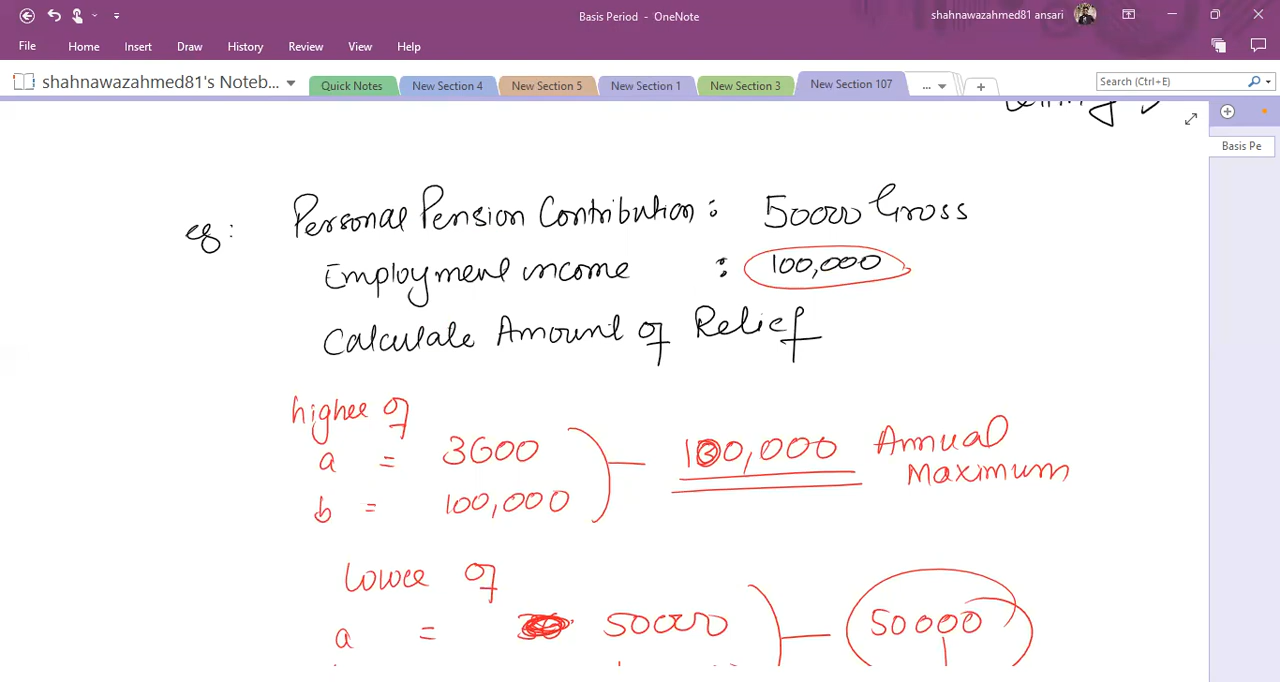 Basis Period - OneNote
shahnawazahmed81 ansari
File Home Insert Draw History Review View Help
shahnawazahmed81's Noteb...
Quick Notes
New Section 4
New Section 5
New Section 1
New Section 3
New Section 107
...
Search (Ctrl+E)
Basis Pe
eg: Personal Pension Contribution : 50000 Gross
Employment income : 100,000
Calculate Amount of Relief
higher of
a = 3600
b = 100,000
100,000 Annual
Maximum
lower of
a = 50000
50000